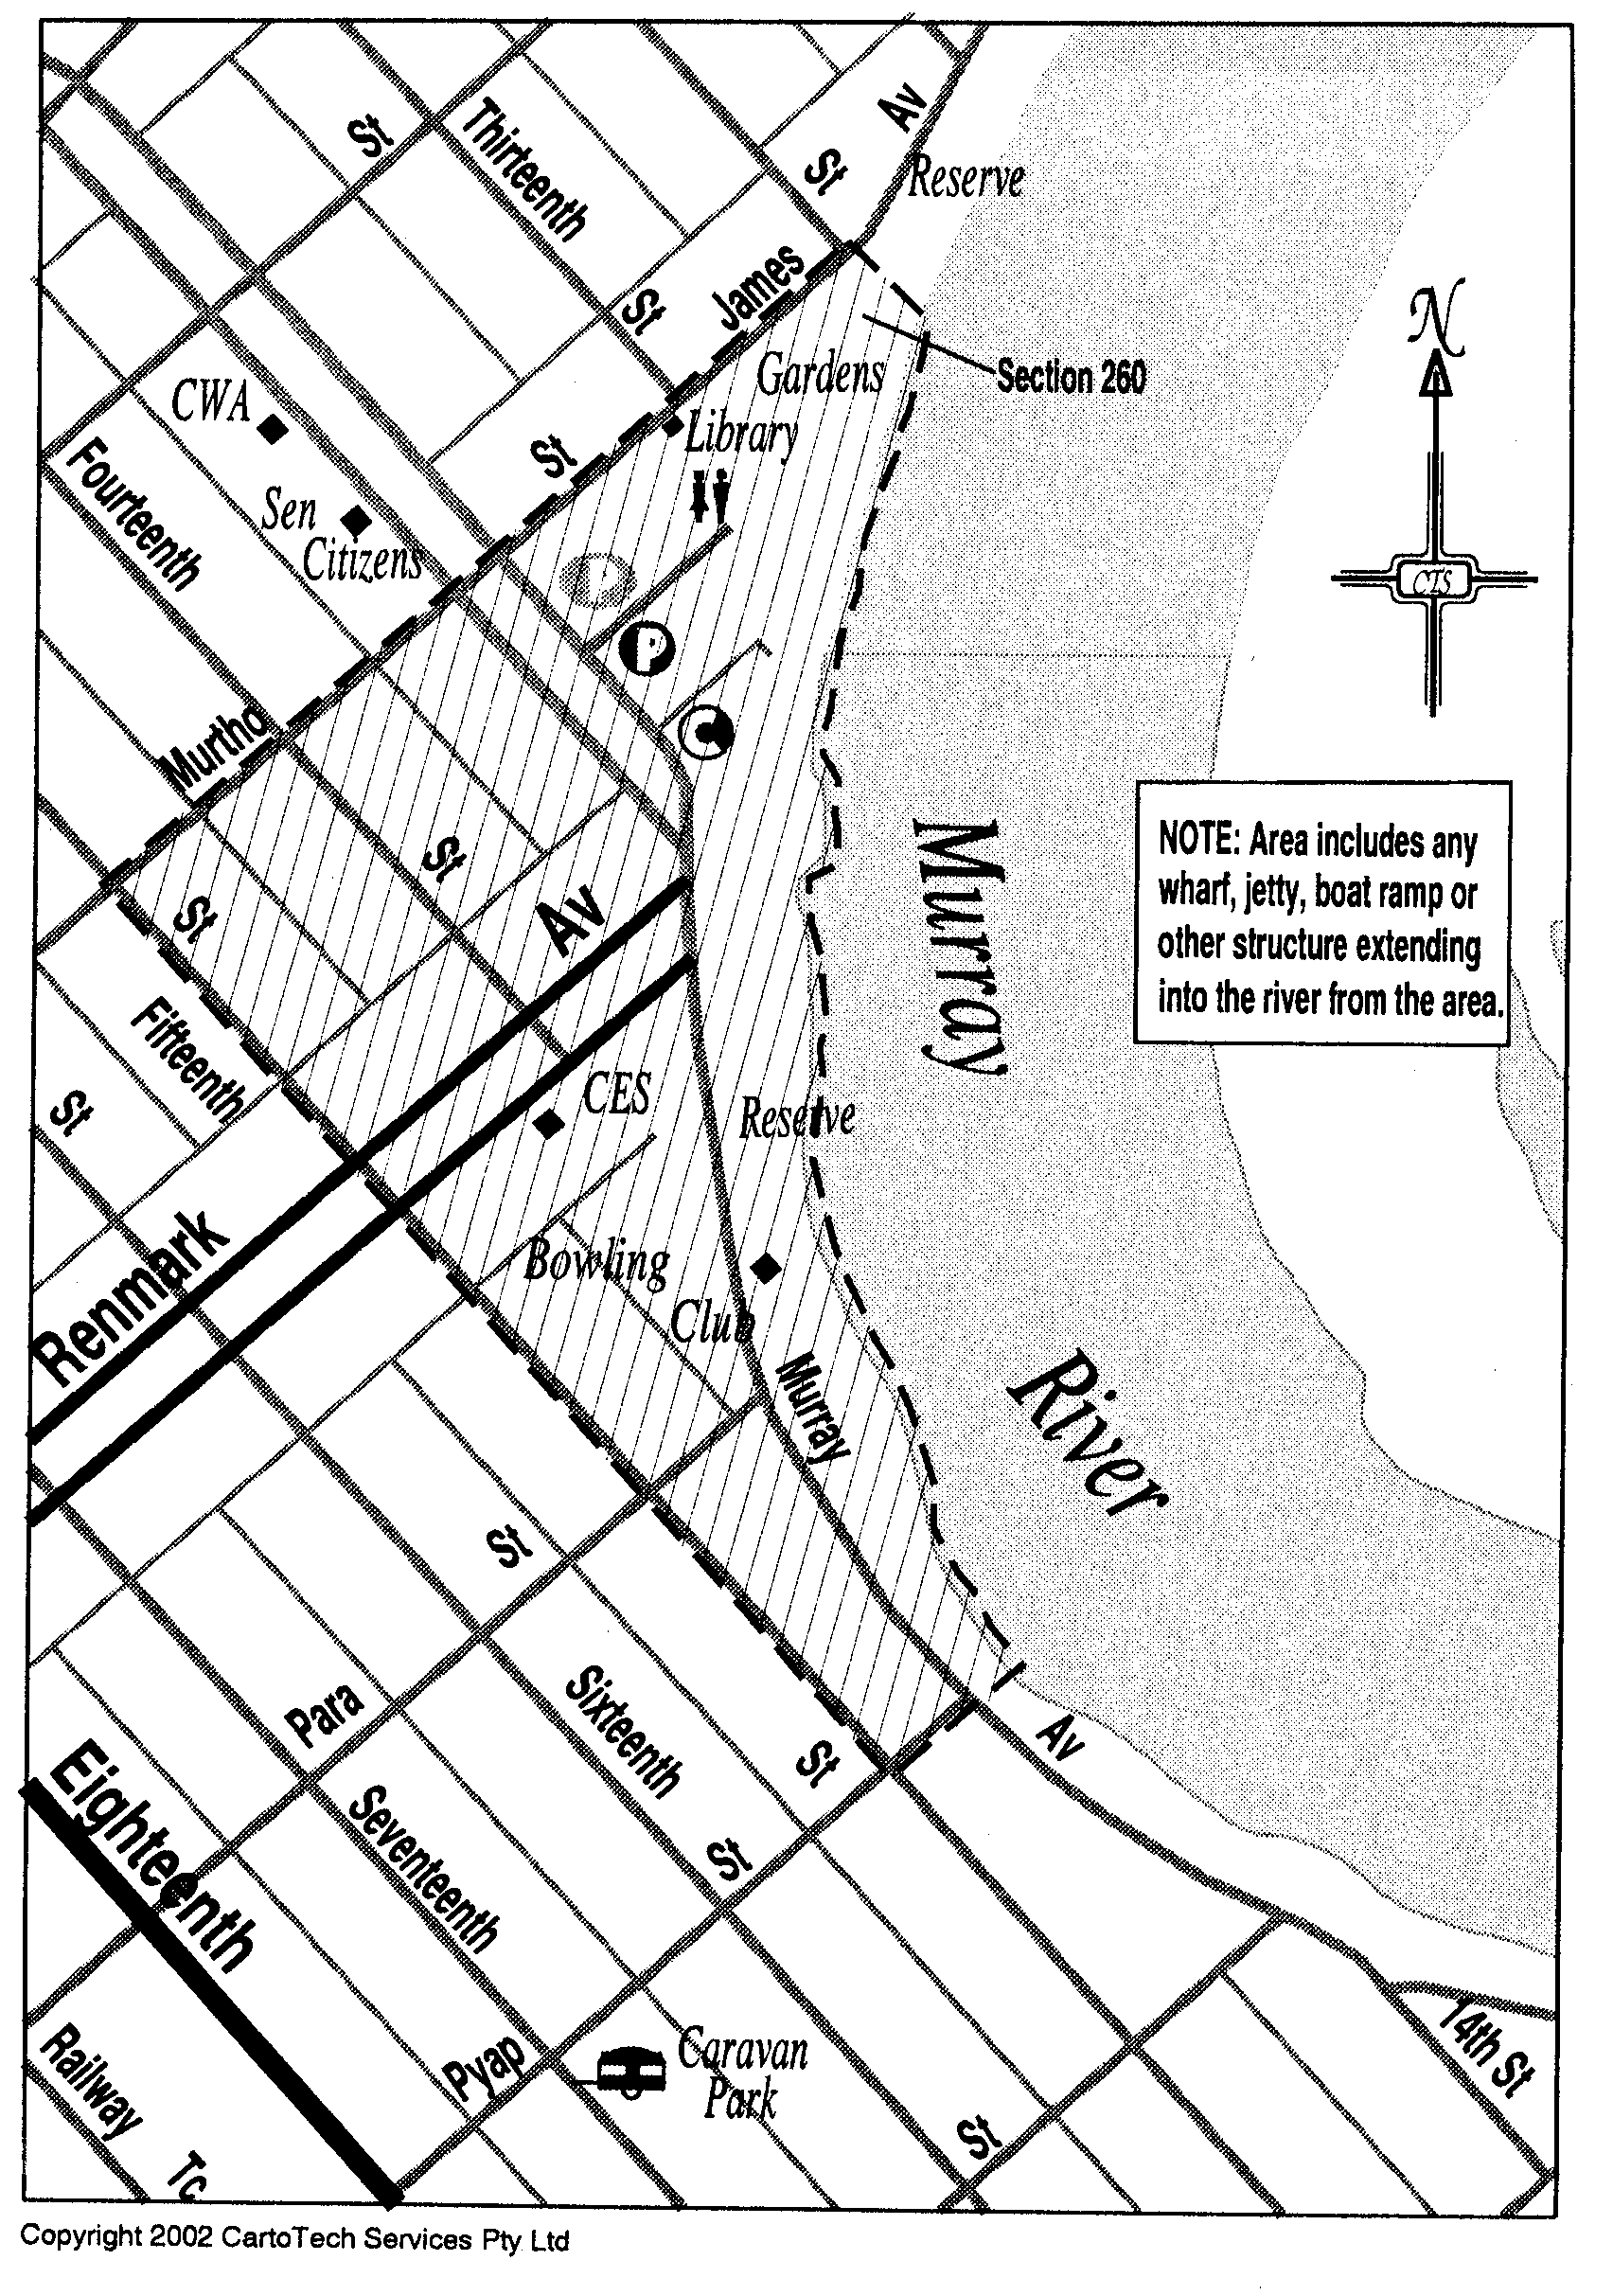 Av
St
Thirteenth
St
Reserve
James
St
Gardens
Section 260
N
CWA
Library
St
Fourteenth
Sen
Citizens
P
P
CTS
Murtho
Murray
NOTE: Area includes any
wharf, jetty, boat ramp or
other structure extending
into the river from the area.
St
Av
St
Fifteenth
CES
St
Reserve
Renmark
Bowling
Club
Murray
River
St
Para
Sixteenth
Av
St
Eighteenth
Seventeenth
St
14th St
Railway
Pyap
Caravan
Park
St
Tc
Copyright 2002 CartoTech Services Pty Ltd